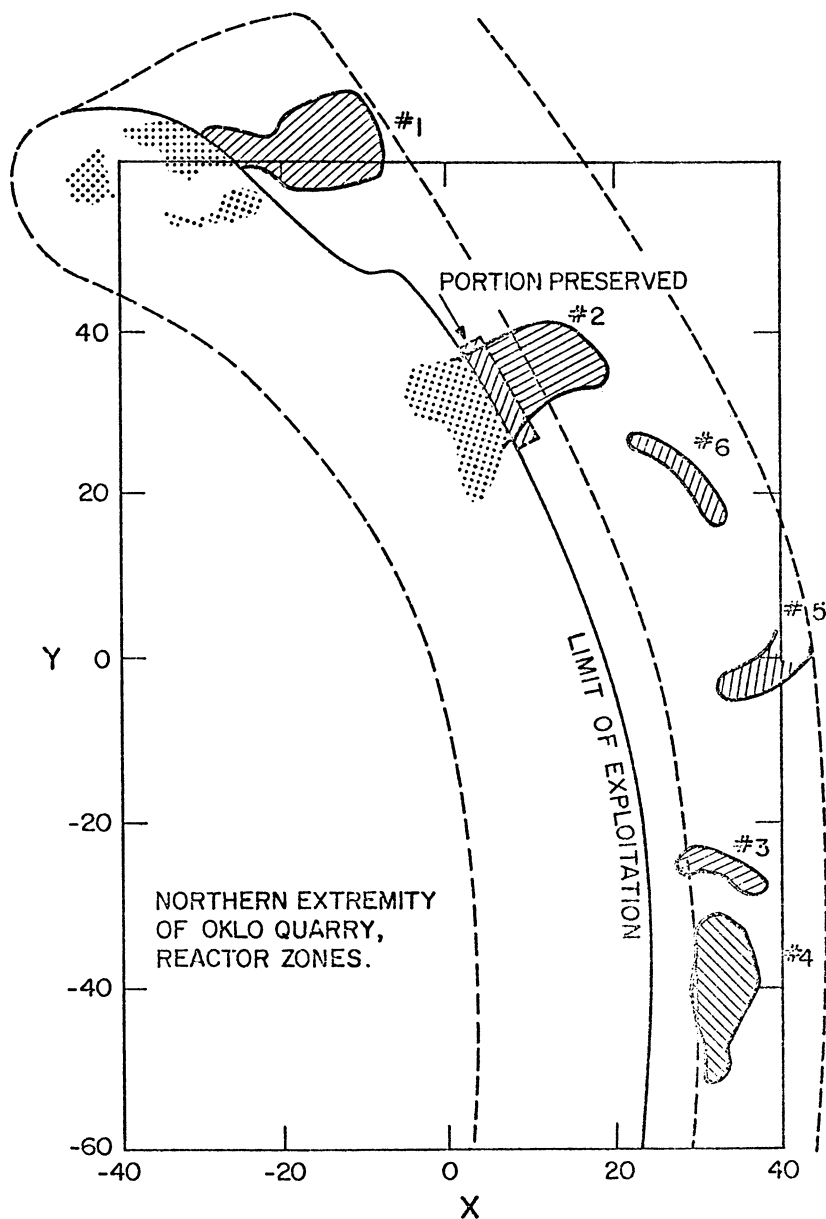 #1
PORTION PRESERVED
#2
40
#6
20
#5
Y
0
LIMIT OF EXPLOITATION
-20
#3
NORTHERN EXTREMITY
OF OKLO QUARRY,
REACTOR ZONES.
#4
-40
-60
-40
-20
0
20
40
X